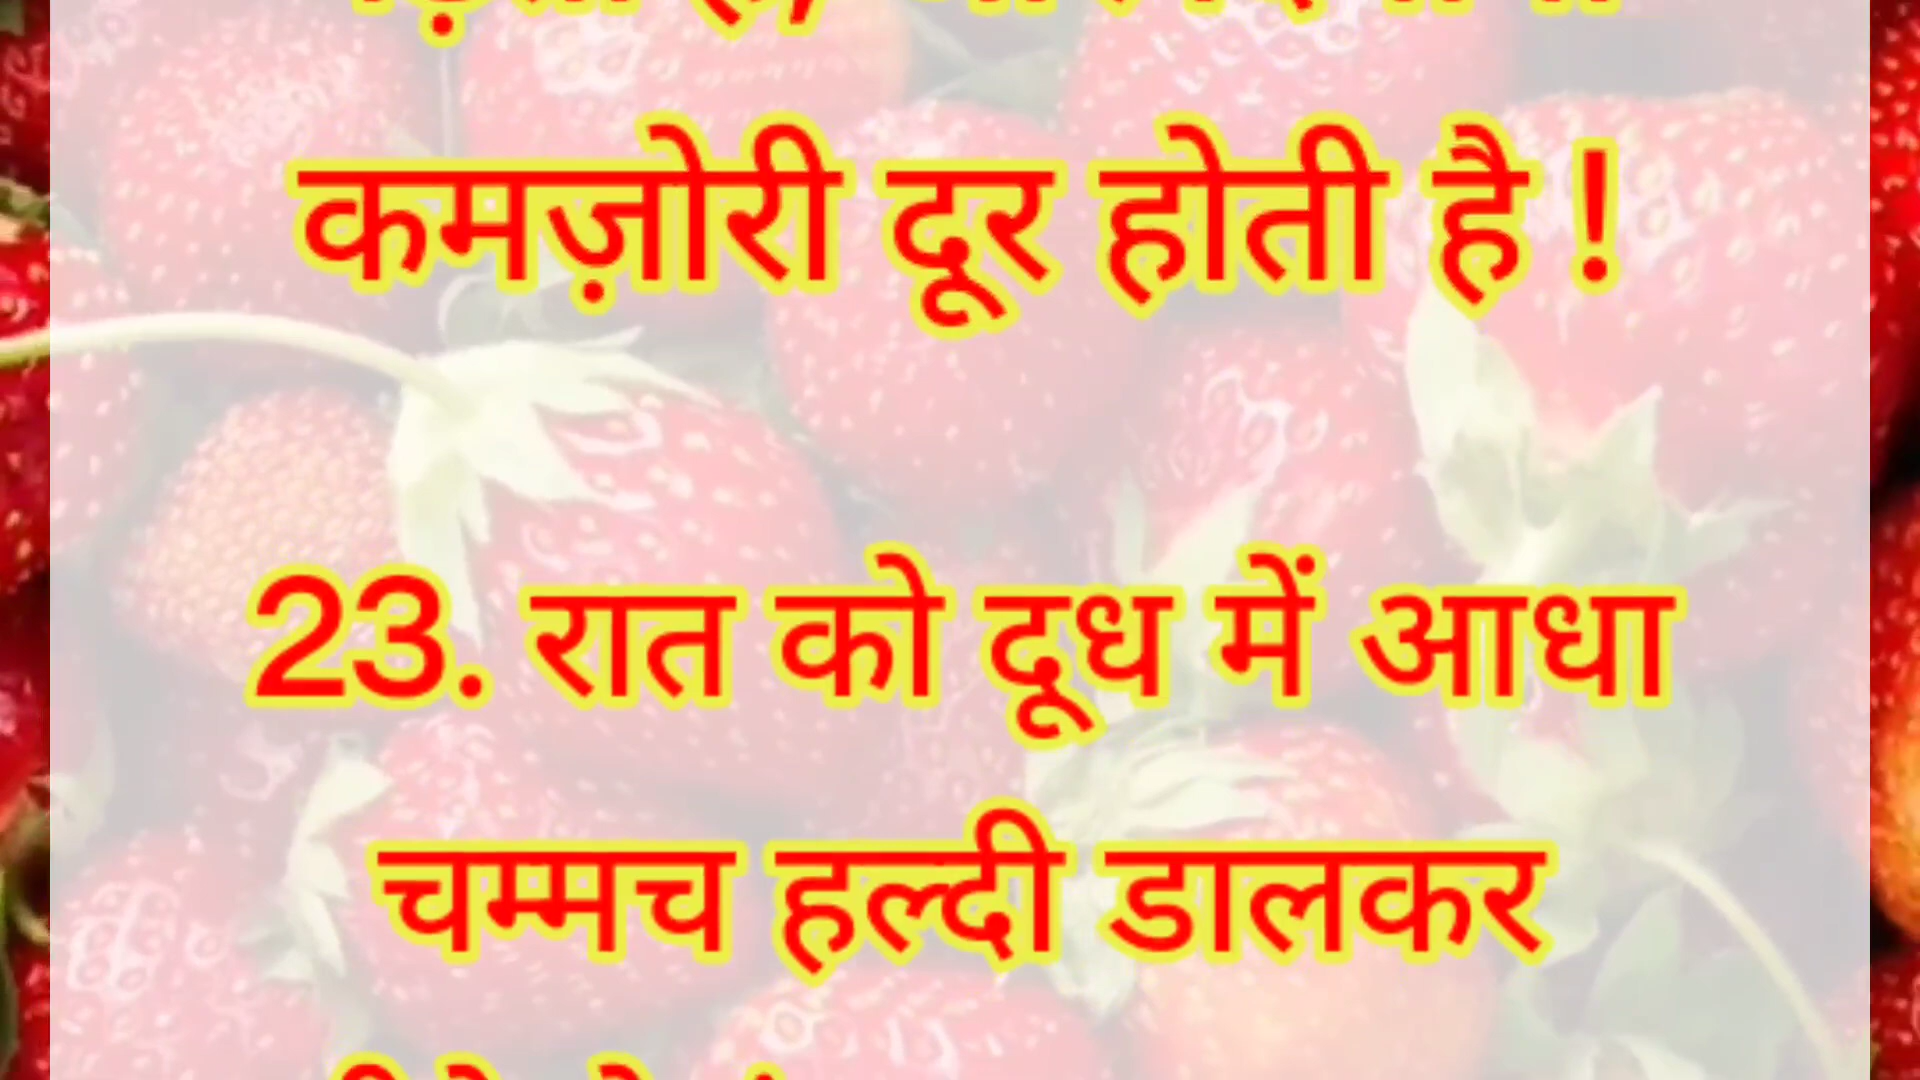 कमज़ोरी दूर होती है !
23. रात को दूध में आधा
चम्मच हल्दी डालकर